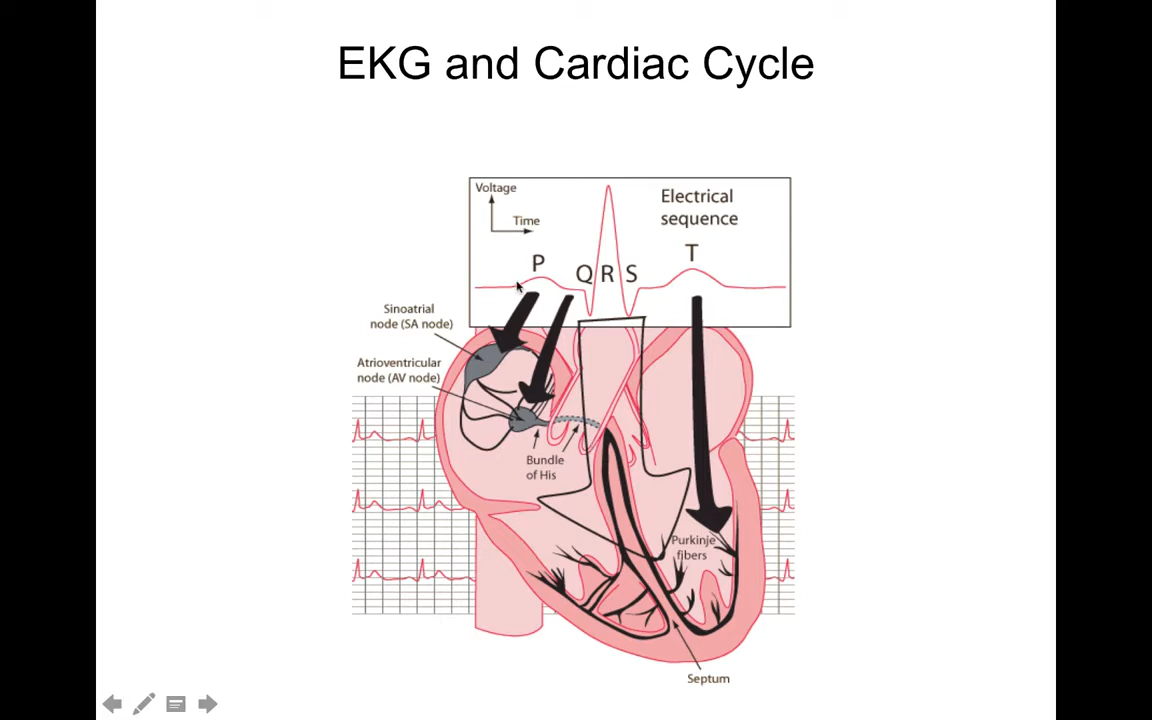 EKG and Cardiac Cycle
Voltage
Time
Electrical
sequence
P
Q R S
T
Sinoatrial
node (SA node)
Atrioventricular
node (AV node)
Bundle
of His
Purkinje
fibers
Septum